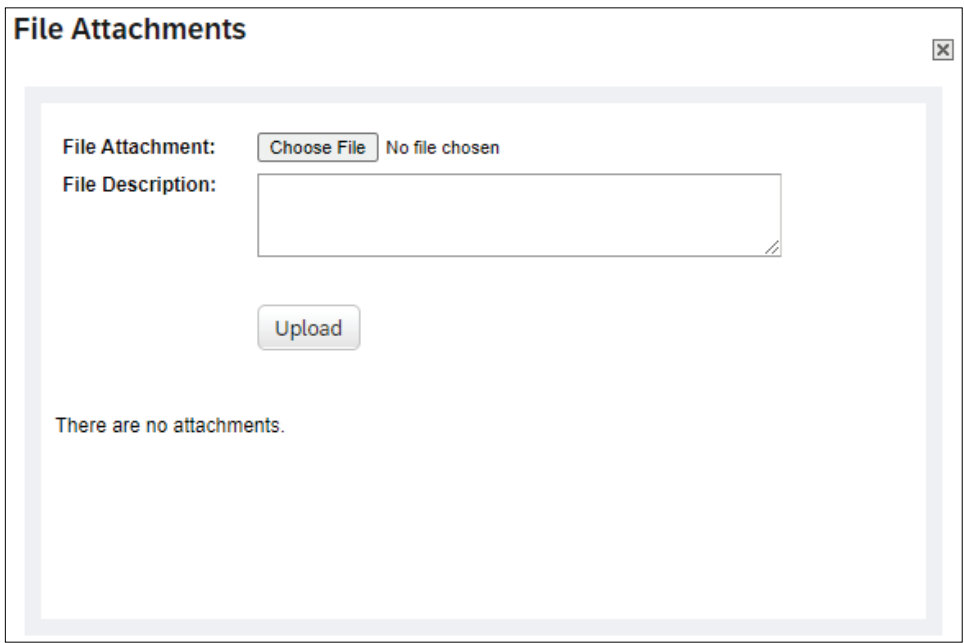 File Attachments
File Attachment: Choose File No file chosen
File Description:
Upload
There are no attachments.